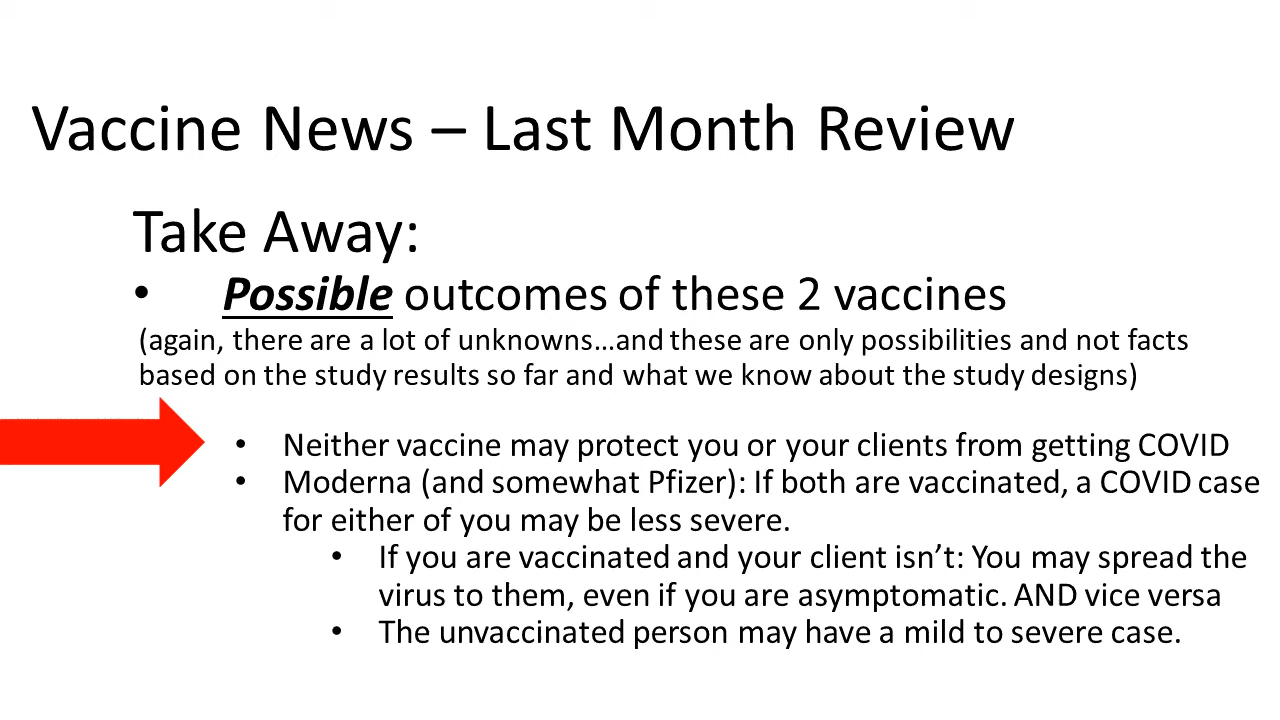 Vaccine News – Last Month Review
Take Away:
• Possible outcomes of these 2 vaccines
(again, there are a lot of unknowns…and these are only possibilities and not facts
based on the study results so far and what we know about the study designs)
• Neither vaccine may protect you or your clients from getting COVID
• Moderna (and somewhat Pfizer): If both are vaccinated, a COVID case
for either of you may be less severe.
• If you are vaccinated and your client isn’t: You may spread the
virus to them, even if you are asymptomatic. AND vice versa
• The unvaccinated person may have a mild to severe case.